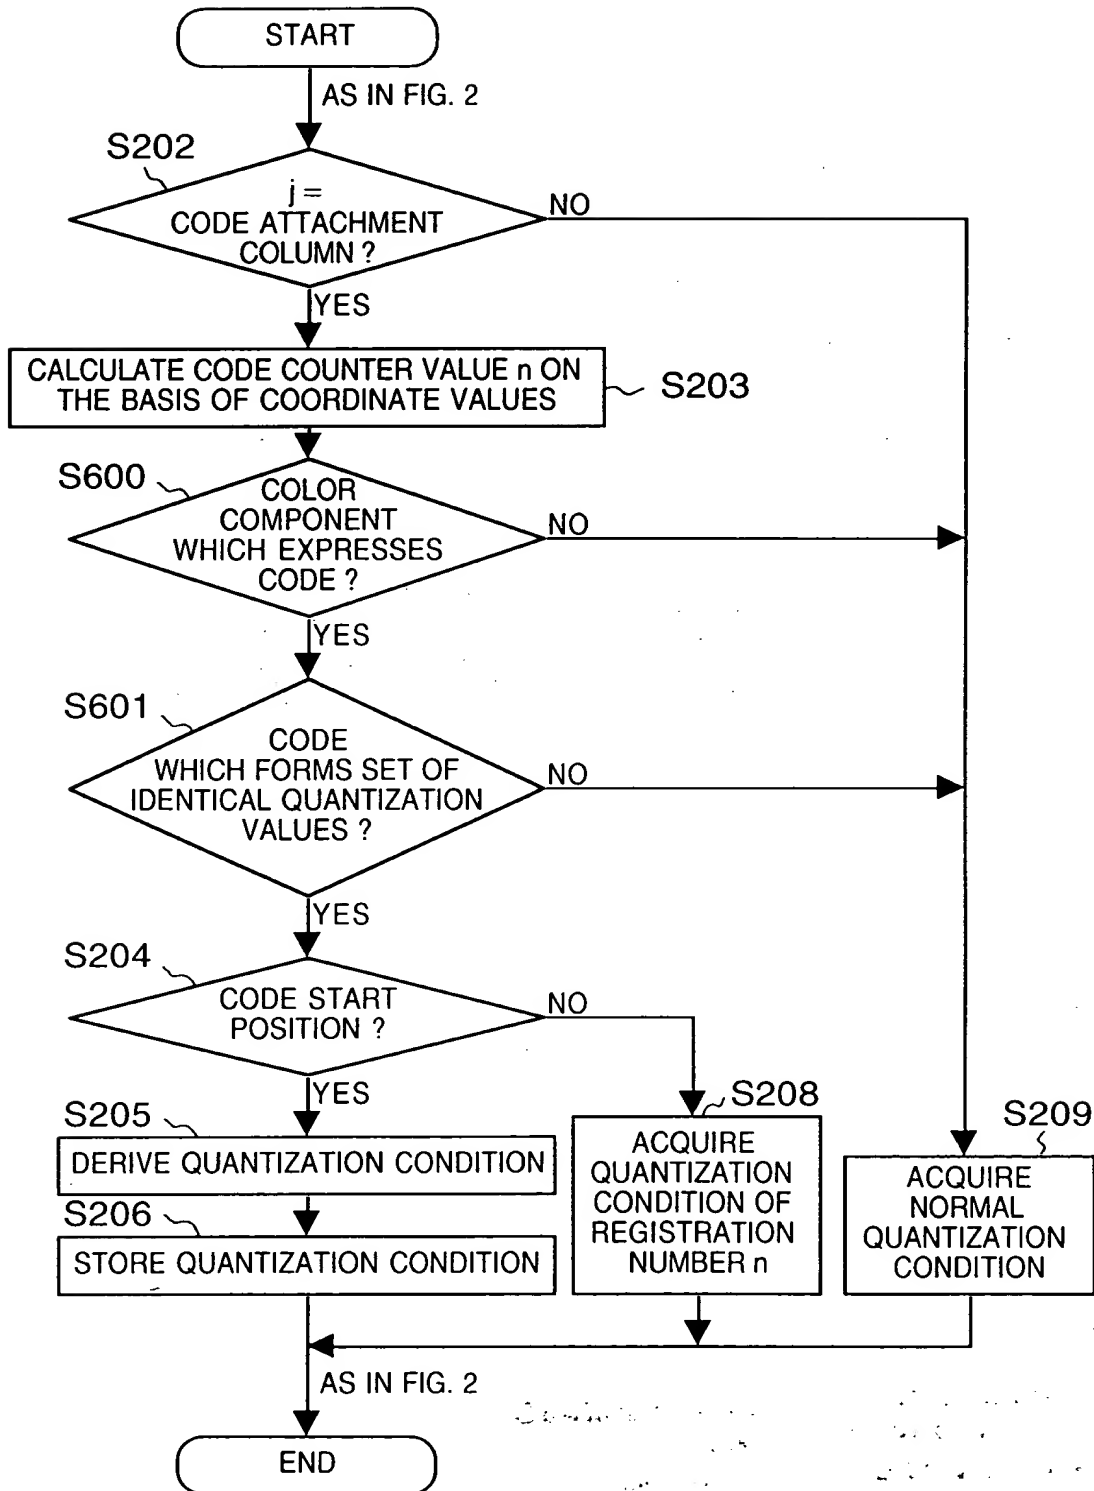 START
AS IN FIG. 2
S202
j =
CODE ATTACHMENT
COLUMN ?
NO
YES
CALCULATE CODE COUNTER VALUE n ON
THE BASIS OF COORDINATE VALUES
S203
S600
COLOR
COMPONENT
WHICH EXPRESSES
CODE ?
NO
YES
S601
CODE
WHICH FORMS SET OF
IDENTICAL QUANTIZATION
VALUES ?
NO
YES
S204
CODE START
POSITION ?
NO
YES
S205
DERIVE QUANTIZATION CONDITION
S206
STORE QUANTIZATION CONDITION
S208
ACQUIRE
QUANTIZATION
CONDITION OF
REGISTRATION
NUMBER n
S209
ACQUIRE
NORMAL
QUANTIZATION
CONDITION
AS IN FIG. 2
END